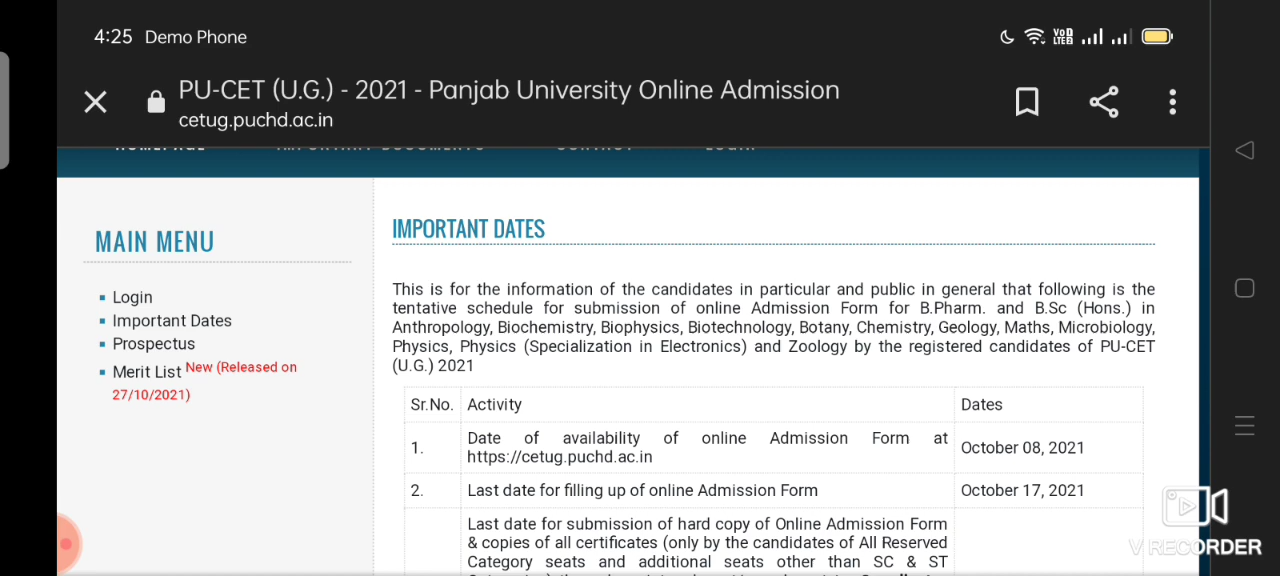 4:25 Demo Phone
VoD LTE2
PU-CET (U.G.) - 2021 - Panjab University Online Admission
cetug.puchd.ac.in
MAIN MENU
Login
Important Dates
Prospectus
Merit List New (Released on
27/10/2021)
IMPORTANT DATES
This is for the information of the candidates in particular and public in general that following is the
tentative schedule for submission of online Admission Form for B.Pharm. and B.Sc (Hons.) in
Anthropology, Biochemistry, Biophysics, Biotechnology, Botany, Chemistry, Geology, Maths, Microbiology,
Physics, Physics (Specialization in Electronics) and Zoology by the registered candidates of PU-CET
(U.G.) 2021
Sr.No. Activity Dates
1. Date of availability of online Admission Form at
https://cetug.puchd.ac.in October 08, 2021
2. Last date for filling up of online Admission Form October 17, 2021
Last date for submission of hard copy of Online Admission Form
& copies of all certificates (only by the candidates of All Reserved
Category seats and additional seats other than SC & ST
V RECORDER